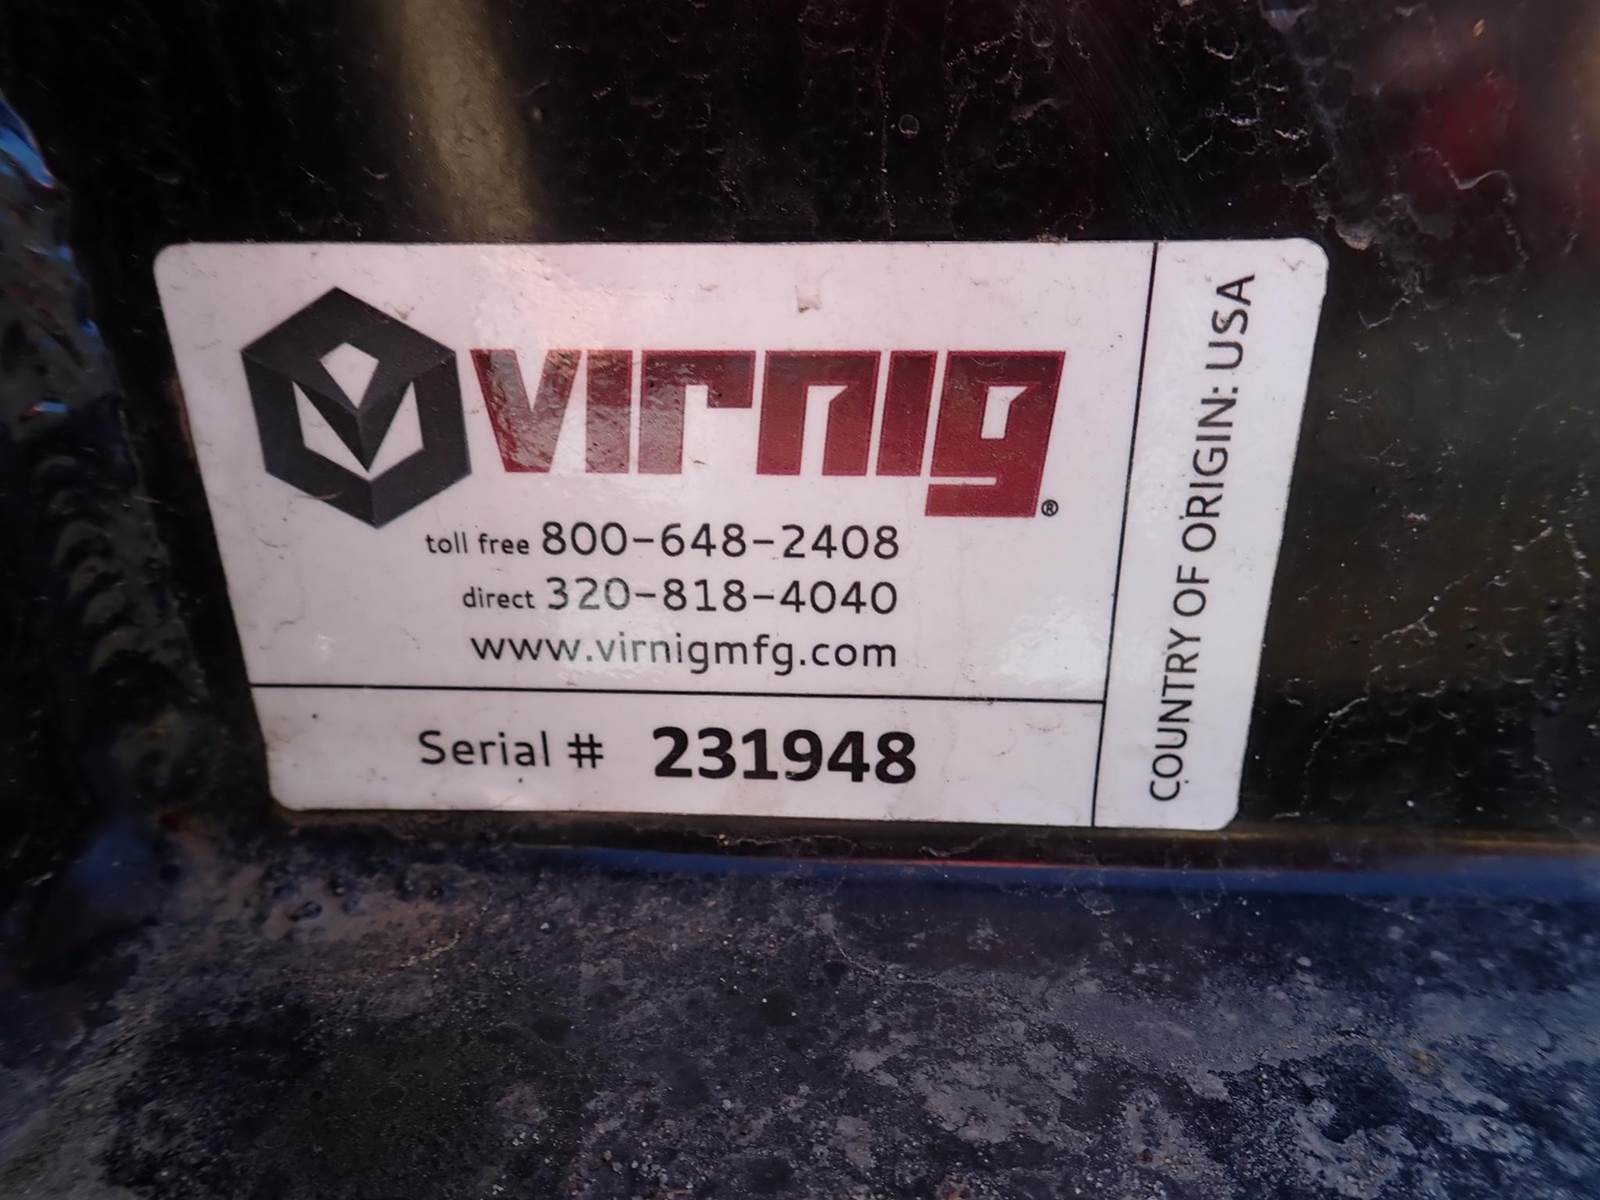 virnig®
toll free 800-648-2408
direct 320-818-4040
www.virnigmfg.com
Serial # 231948
COUNTRY OF ORIGIN: USA